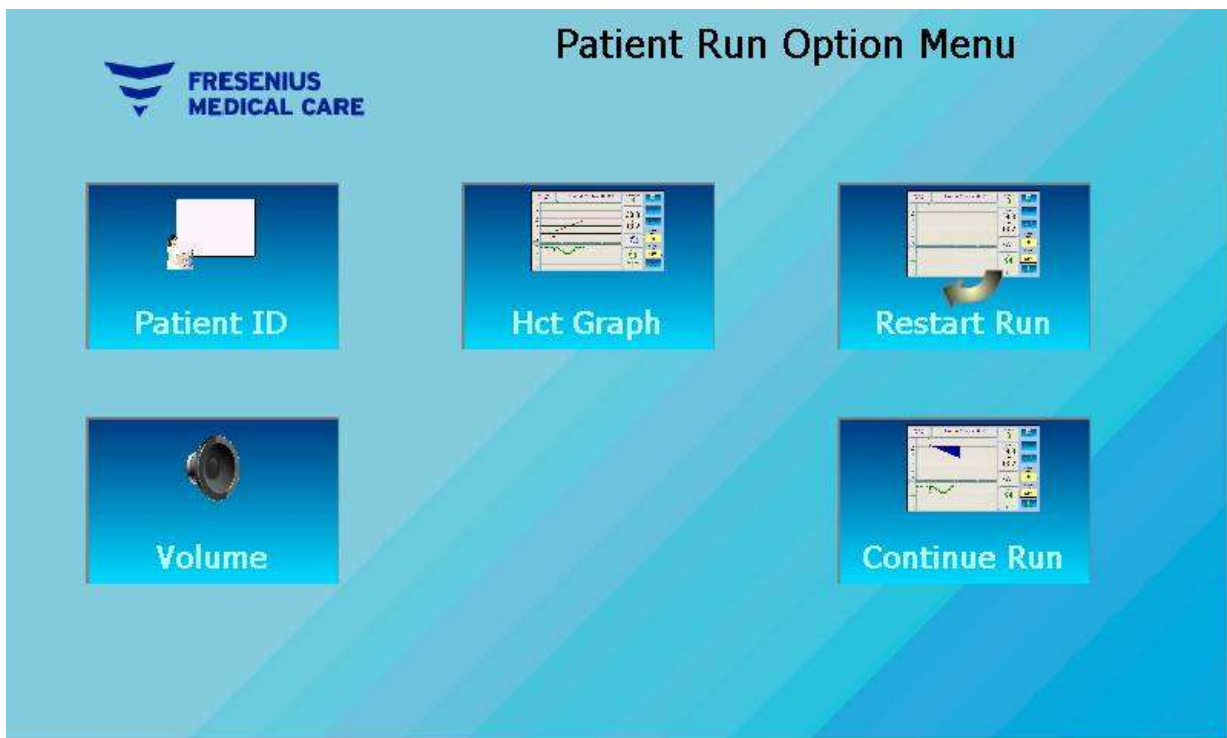 Patient Run Option Menu
FRESENIUS
MEDICAL CARE
Patient ID
Hct Graph
Restart Run
Volume
Continue Run